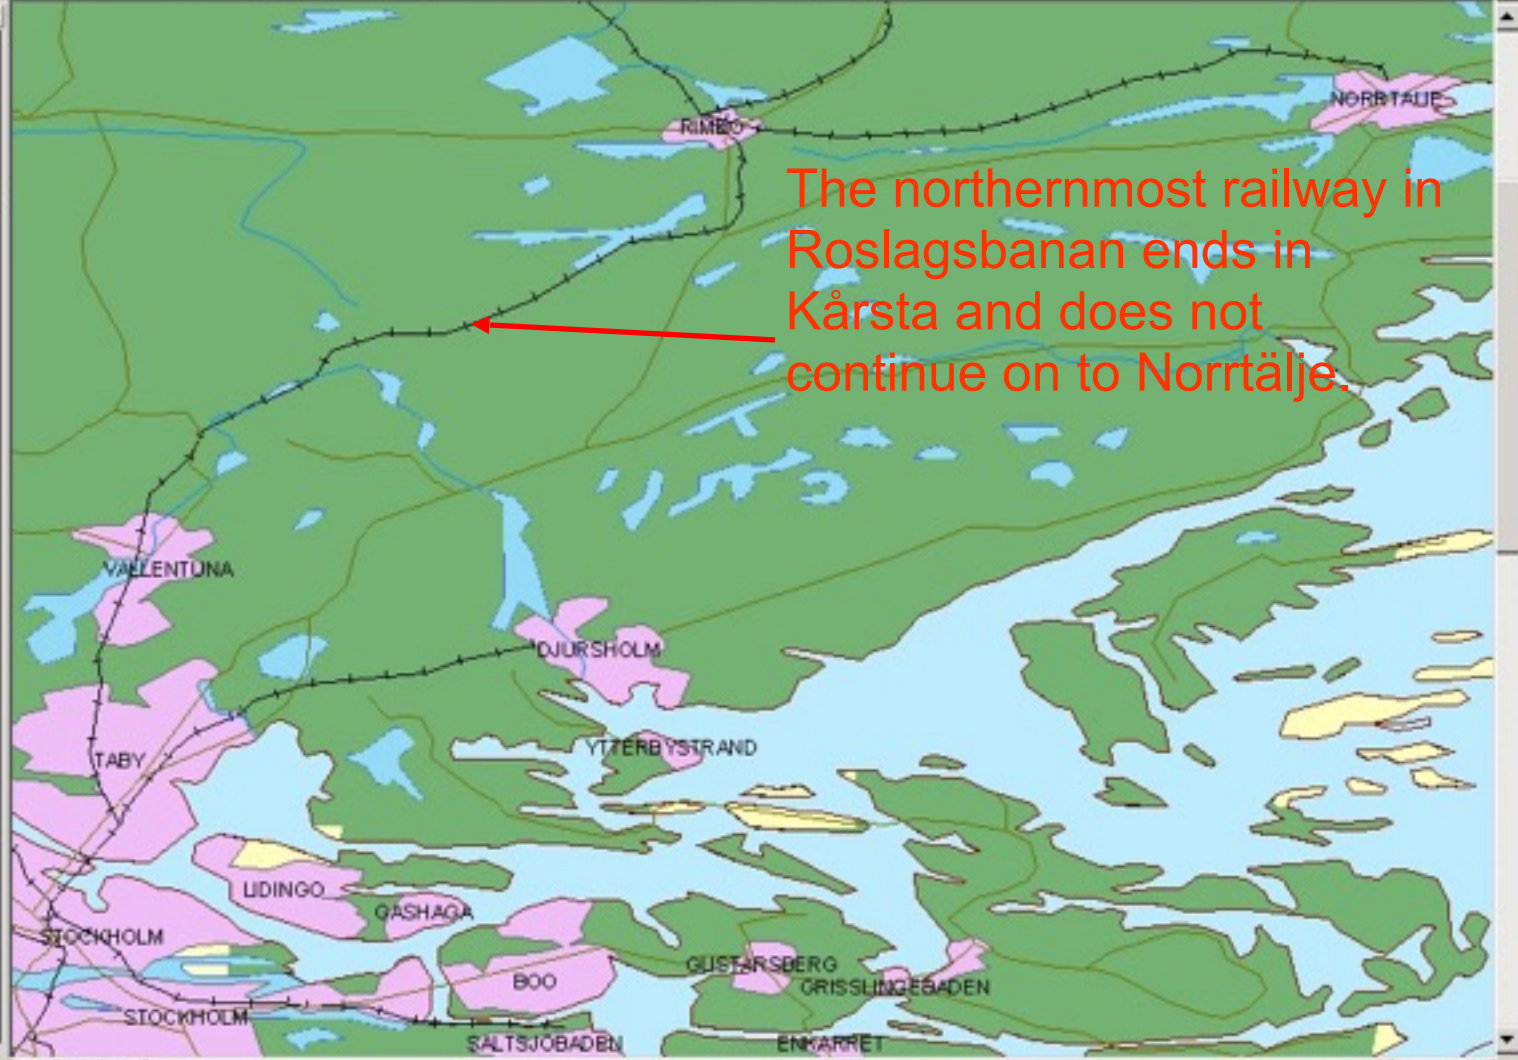 NORRTALJE
RIMBO
The northernmost railway in
Roslagsbanan ends in
Kårsta and does not
continue on to Norrtälje.
VALLENTUNA
DJURSHOLM
YTTERBYSTRAND
TABY
LIDINGO
GASHAGA
STOCKHOLM
GUSTARSBERG
BOO
GRISSLINGEBADEN
STOCKHOLM
SALTSJOBADEN
ENKARRET